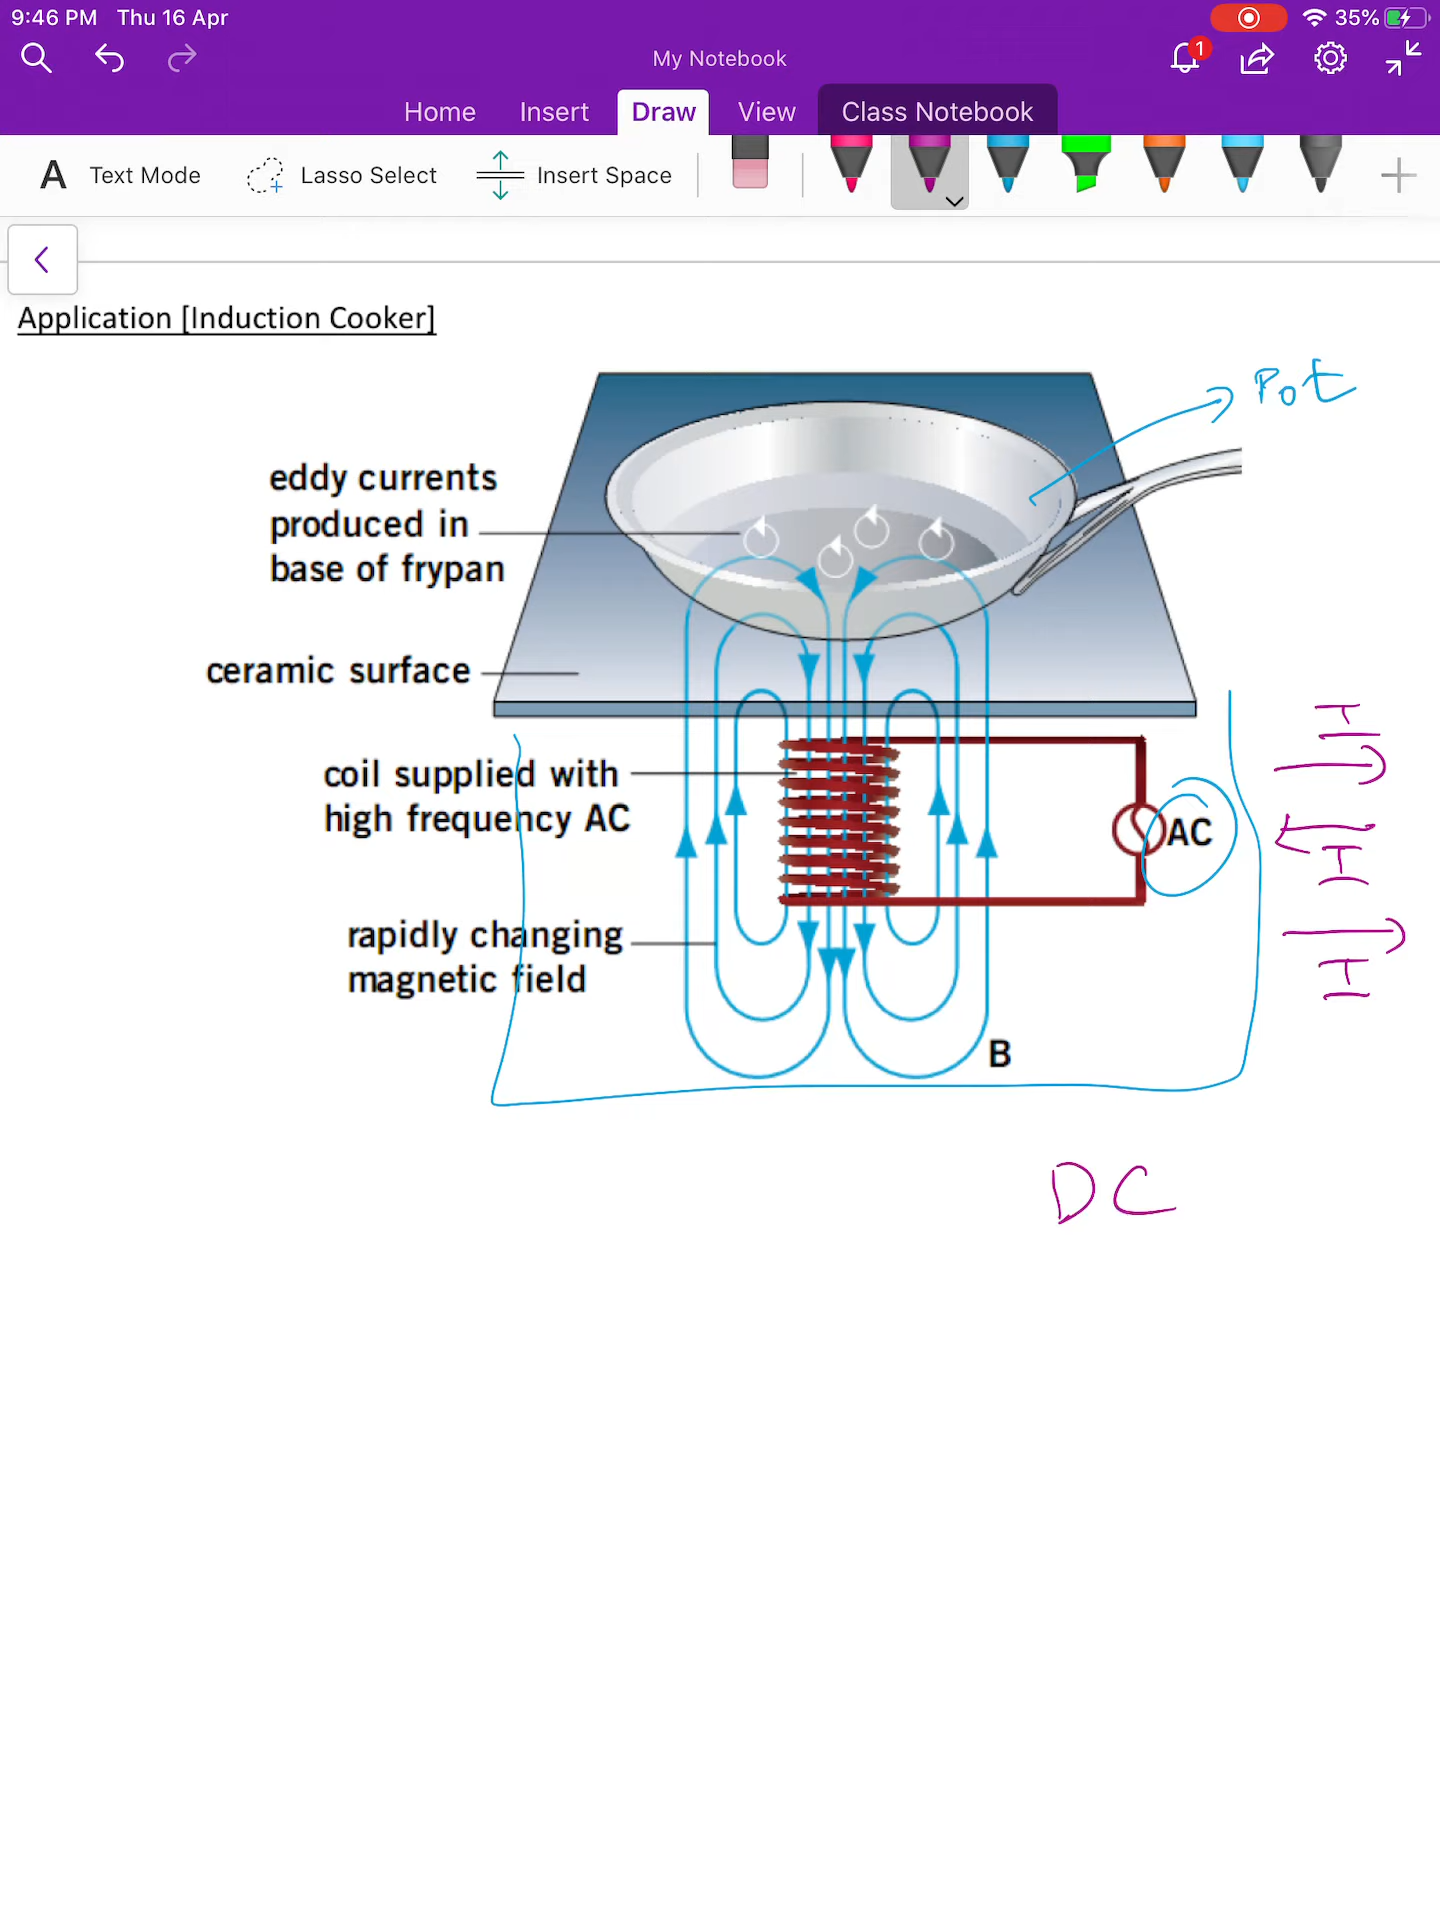 9:46 PM Thu 16 Apr
35%
My Notebook
1
Home Insert Draw View Class Notebook
A Text Mode Lasso Select Insert Space
Application [Induction Cooker]
Pot
eddy currents
produced in
base of frypan
ceramic surface
coil supplied with
high frequency AC
AC
I
I
I
rapidly changing
magnetic field
B
DC